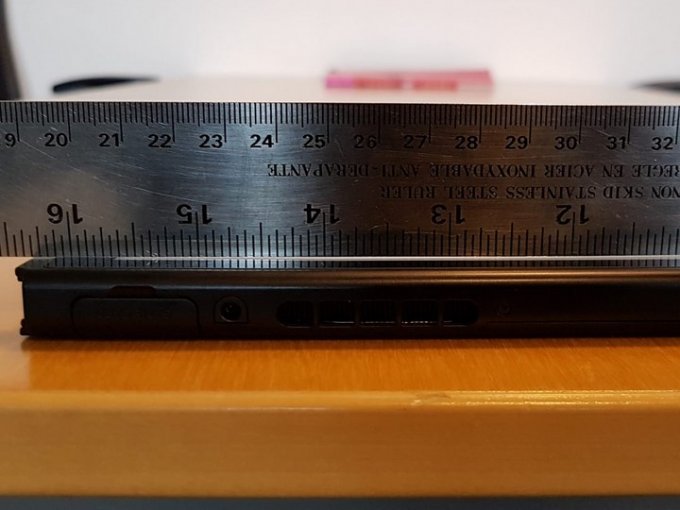 9 20 21 22 23 24 25 26 27 28 29 30 31 32
NON SKID STAINLESS STEEL RULER
REGLE EN ACIER INOXYDABLE ANTI-DERAPANTE
16 15 14 13 12